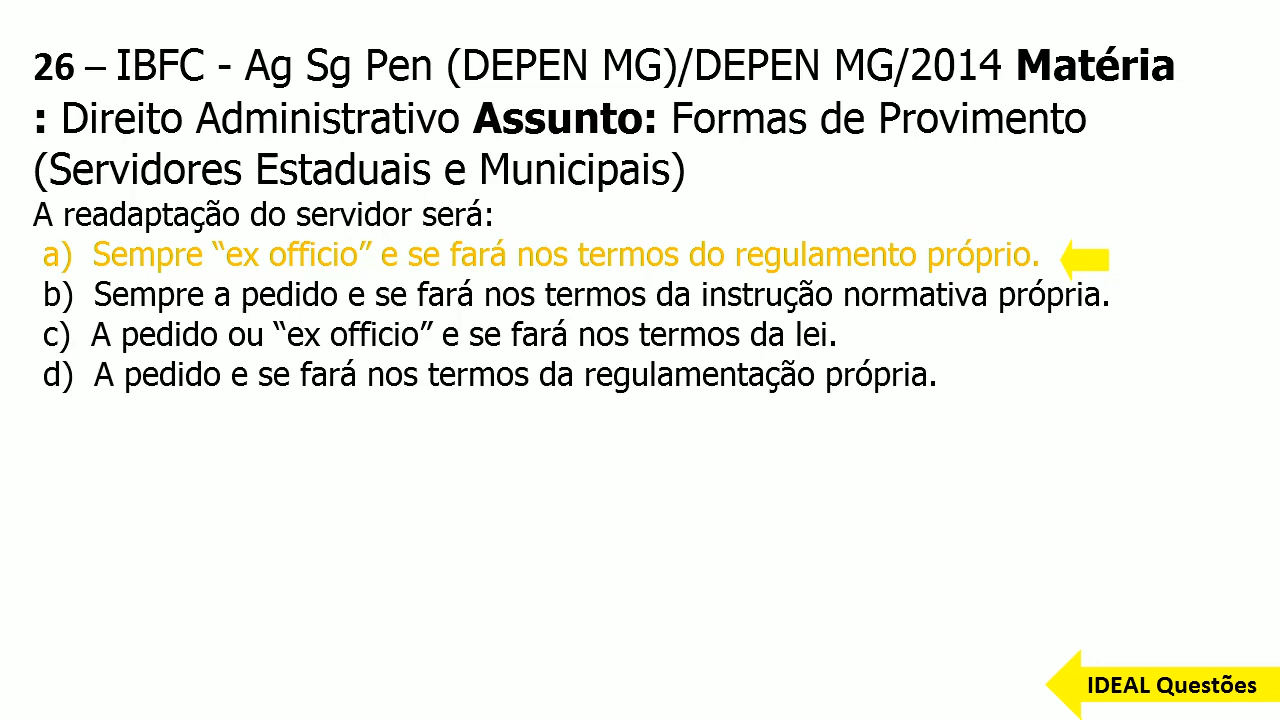 26 – IBFC - Ag Sg Pen (DEPEN MG)/DEPEN MG/2014 Matéria
: Direito Administrativo Assunto: Formas de Provimento
(Servidores Estaduais e Municipais)
A readaptação do servidor será:
a) Sempre “ex officio” e se fará nos termos do regulamento próprio.
b) Sempre a pedido e se fará nos termos da instrução normativa própria.
c) A pedido ou “ex officio” e se fará nos termos da lei.
d) A pedido e se fará nos termos da regulamentação própria.
IDEAL Questões